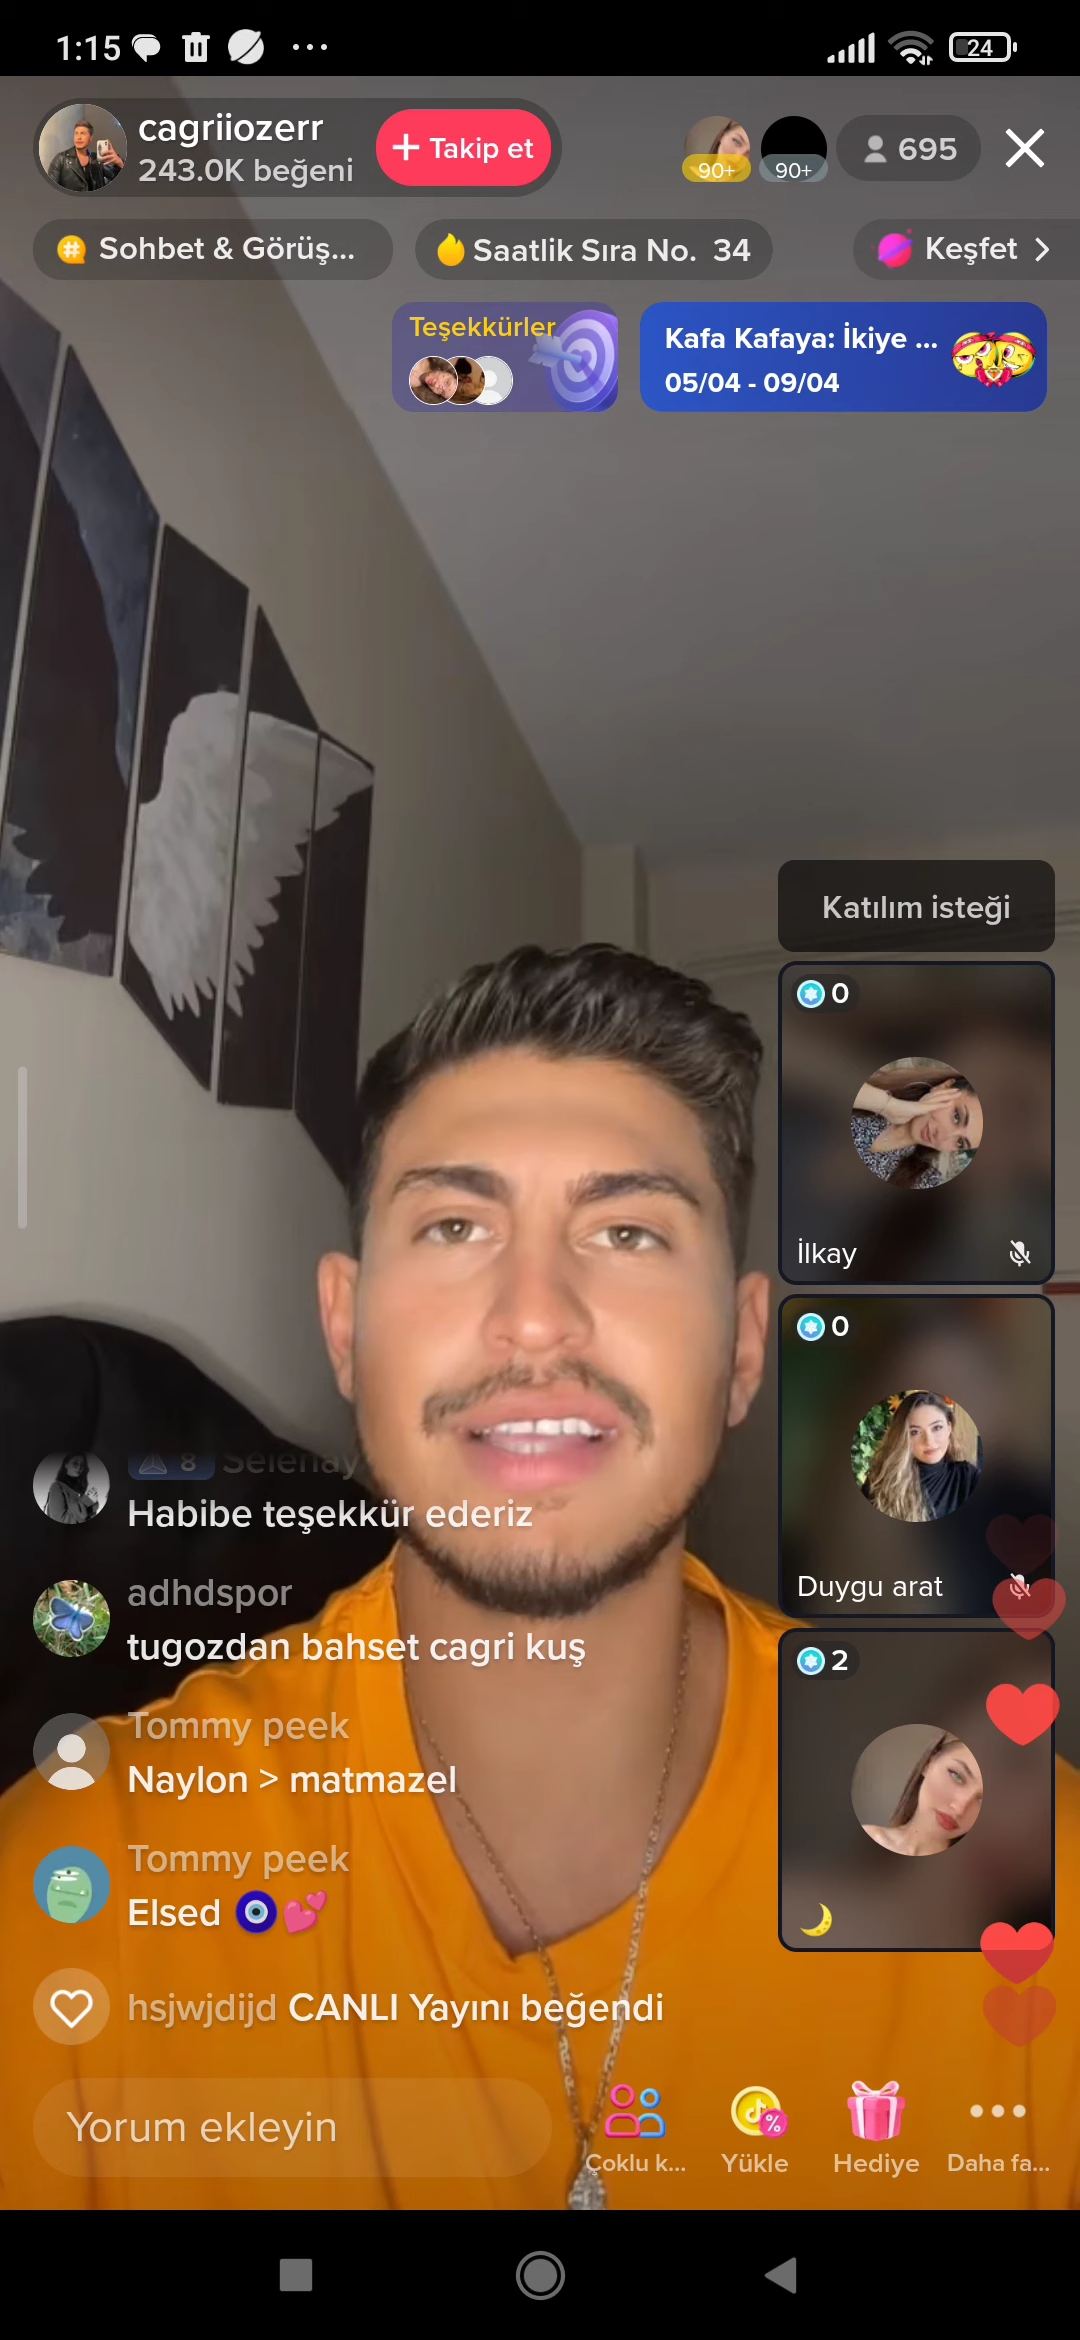 1:15
24
cagriiozerr
243.0K beğeni
+ Takip et
90+
90+
695
Sohbet & Görüş...
Saatlik Sıra No. 34
Keşfet >
Teşekkürler
Kafa Kafaya: İkiye ...
05/04 - 09/04
Katılım isteği
0
İlkay
0
Duygu arat
2
8 Selenay
Habibe teşekkür ederiz
adhdspor
tugozdan bahset cagri kuş
Tommy peek
Naylon > matmazel
Tommy peek
Elsed 🧿💕
hsjwjdijd CANLI Yayını beğendi
Yorum ekleyin
Çoklu k...
Yükle
Hediye
Daha fa...